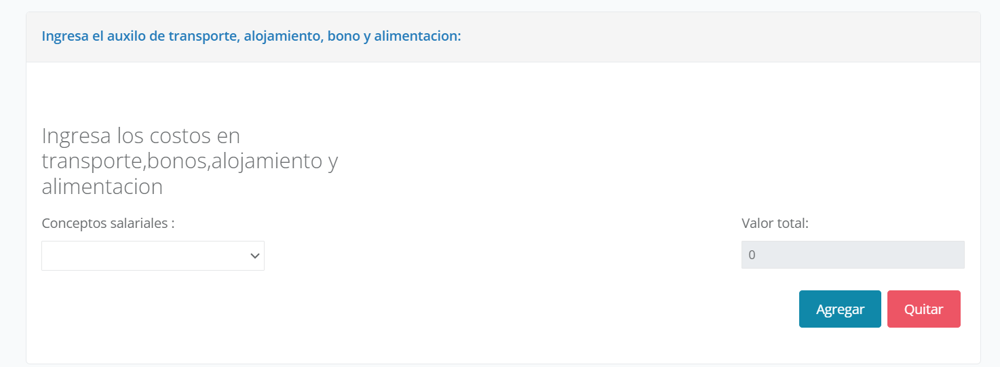 Ingresa el auxilo de transporte, alojamiento, bono y alimentacion:
Ingresa los costos en
transporte,bonos,alojamiento y
alimentacion
Conceptos salariales :
Valor total:
0
Agregar
Quitar